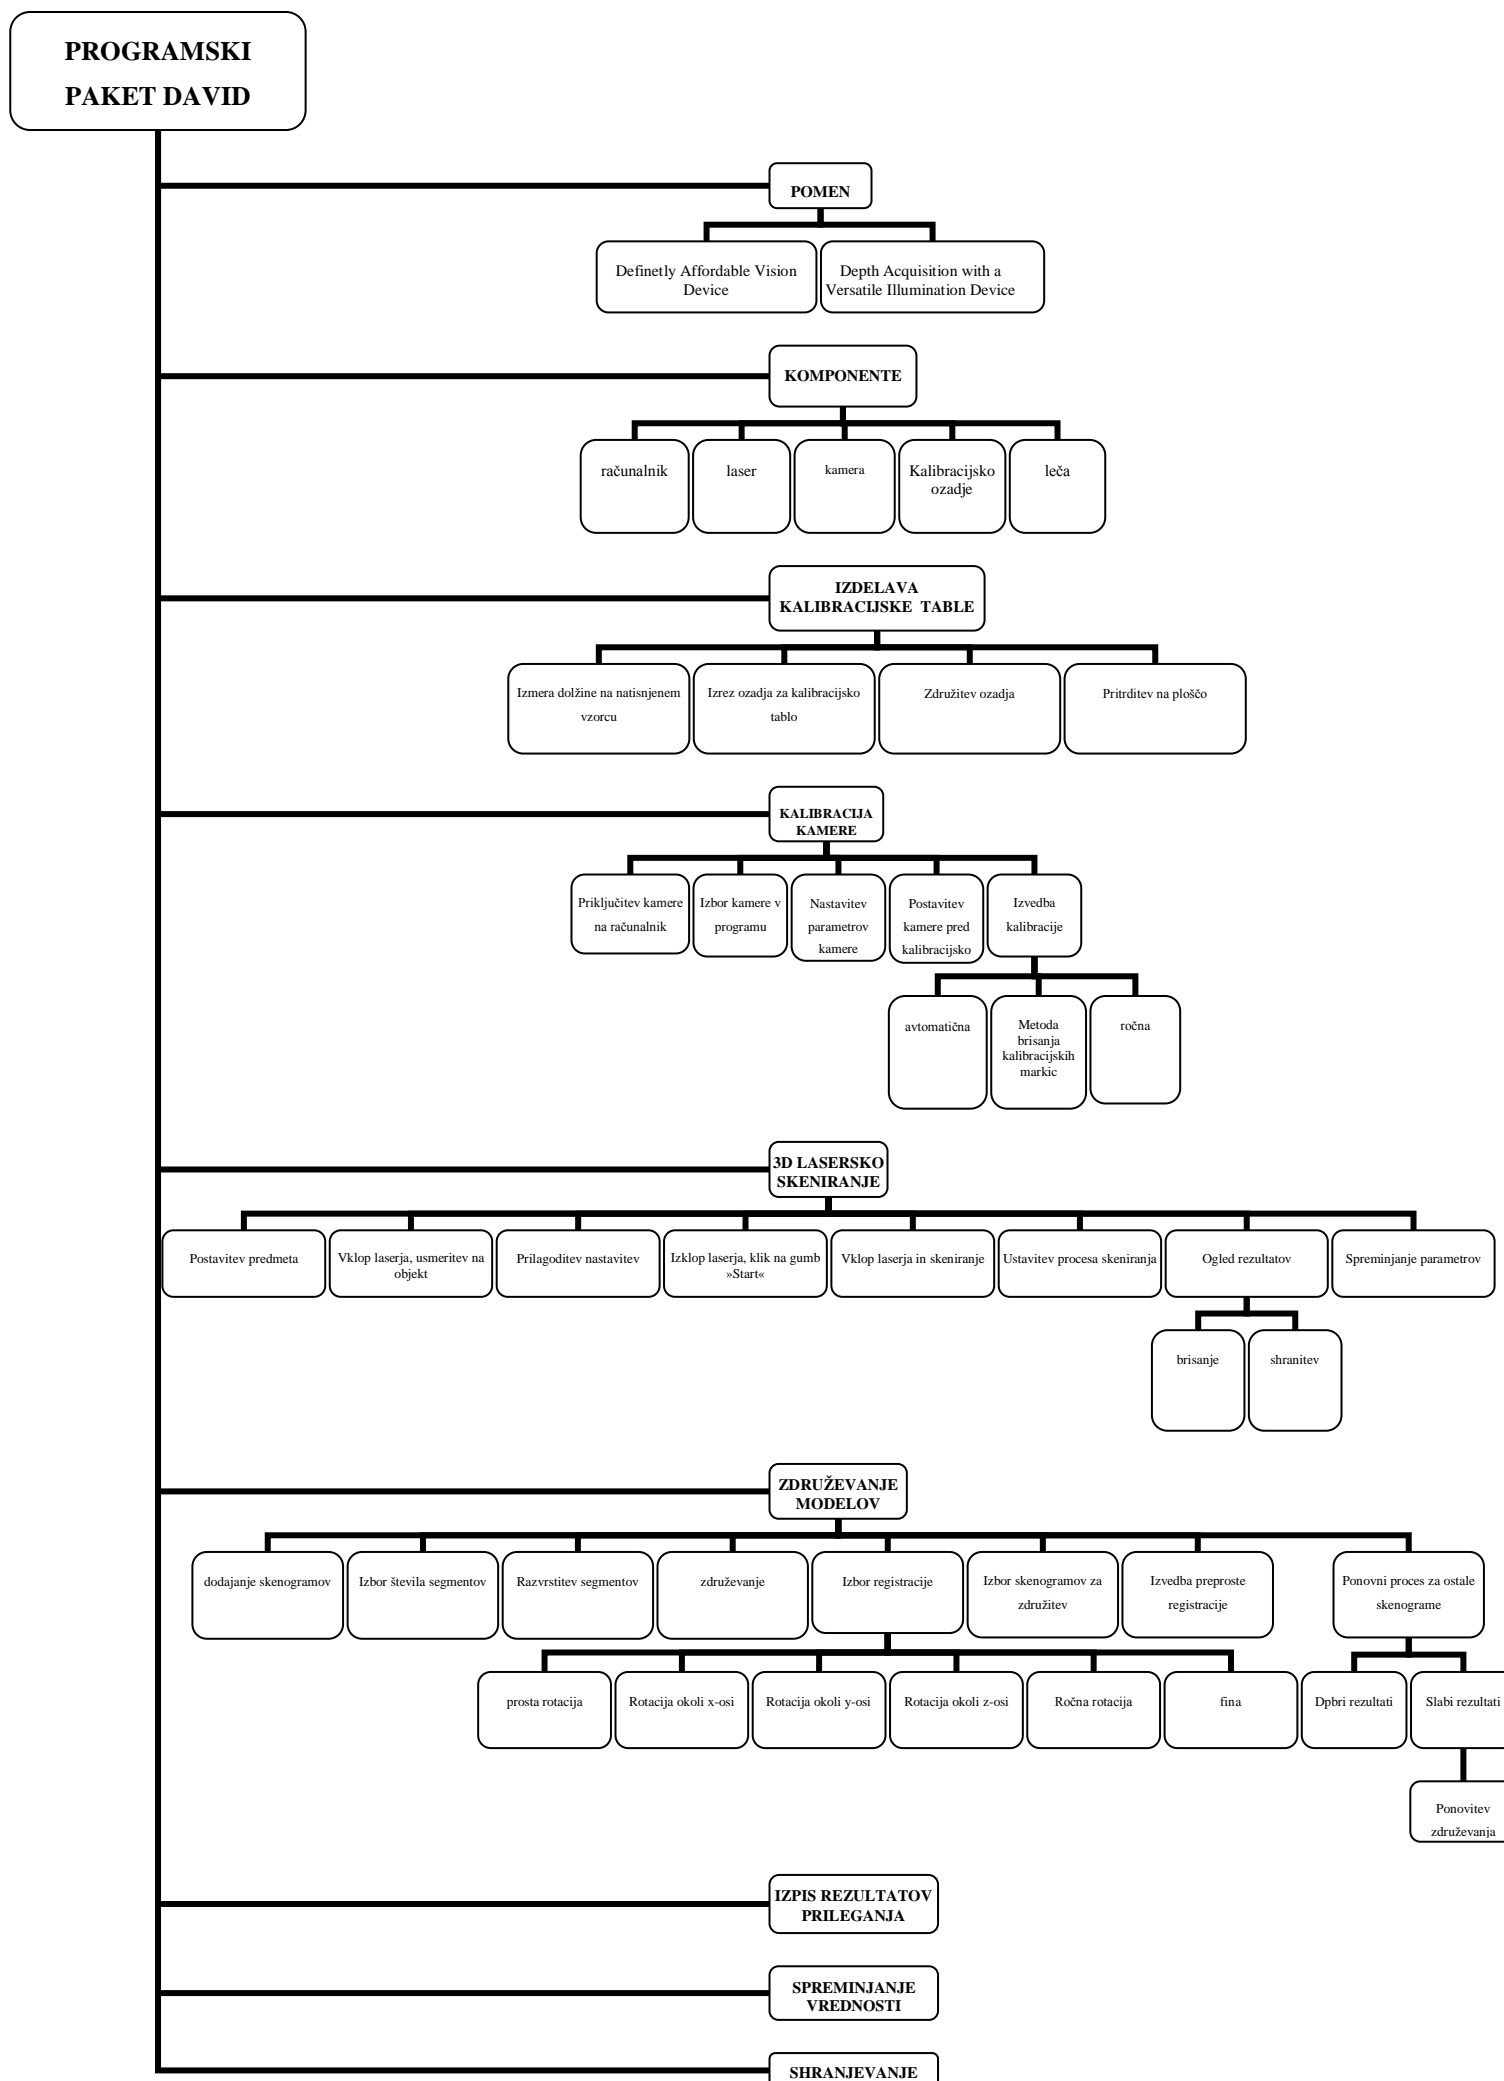 PROGRAMSKI
PAKET DAVID
POMEN
Definetly Affordable Vision
Device
Depth Acquisition with a
Versatile Illumination Device
KOMPONENTE
računalnik
laser
kamera
Kalibracijsko
ozadje
leča
IZDELAVA
KALIBRACIJSKE TABLE
Izmera dolžine na natisnjenem
vzorcu
Izrez ozadja za kalibracijsko
tablo
Združitev ozadja
Pritrditev na ploščo
KALIBRACIJA
KAMERE
Priključitev kamere
na računalnik
Izbor kamere v
programu
Nastavitev
parametrov
kamere
Postavitev
kamere pred
kalibracijsko
Izvedba
kalibracije
avtomatična
Metoda
brisanja
kalibracijskih
markic
ročna
3D LASERSKO
SKENIRANJE
Postavitev predmeta
Vklop laserja, usmeritev na
objekt
Prilagoditev nastavitev
Izklop laserja, klik na gumb
»Start«
Vklop laserja in skeniranje
Ustavitev procesa skeniranja
Ogled rezultatov
Spreminjanje parametrov
brisanje
shranitev
ZDRUŽEVANJE
MODELOV
dodajanje skenogramov
Izbor števila segmentov
Razvrstitev segmentov
združevanje
Izbor registracije
Izbor skenogramov za
združitev
Izvedba preproste
registracije
Ponovni proces za ostale
skenograme
prosta rotacija
Rotacija okoli x-osi
Rotacija okoli y-osi
Rotacija okoli z-osi
Ročna rotacija
fina
Dpbri rezultati
Slabi rezultati
Ponovitev
združevanja
IZPIS REZULTATOV
PRILEGANJA
SPREMINJANJE
VREDNOSTI
SHRANJEVANJE